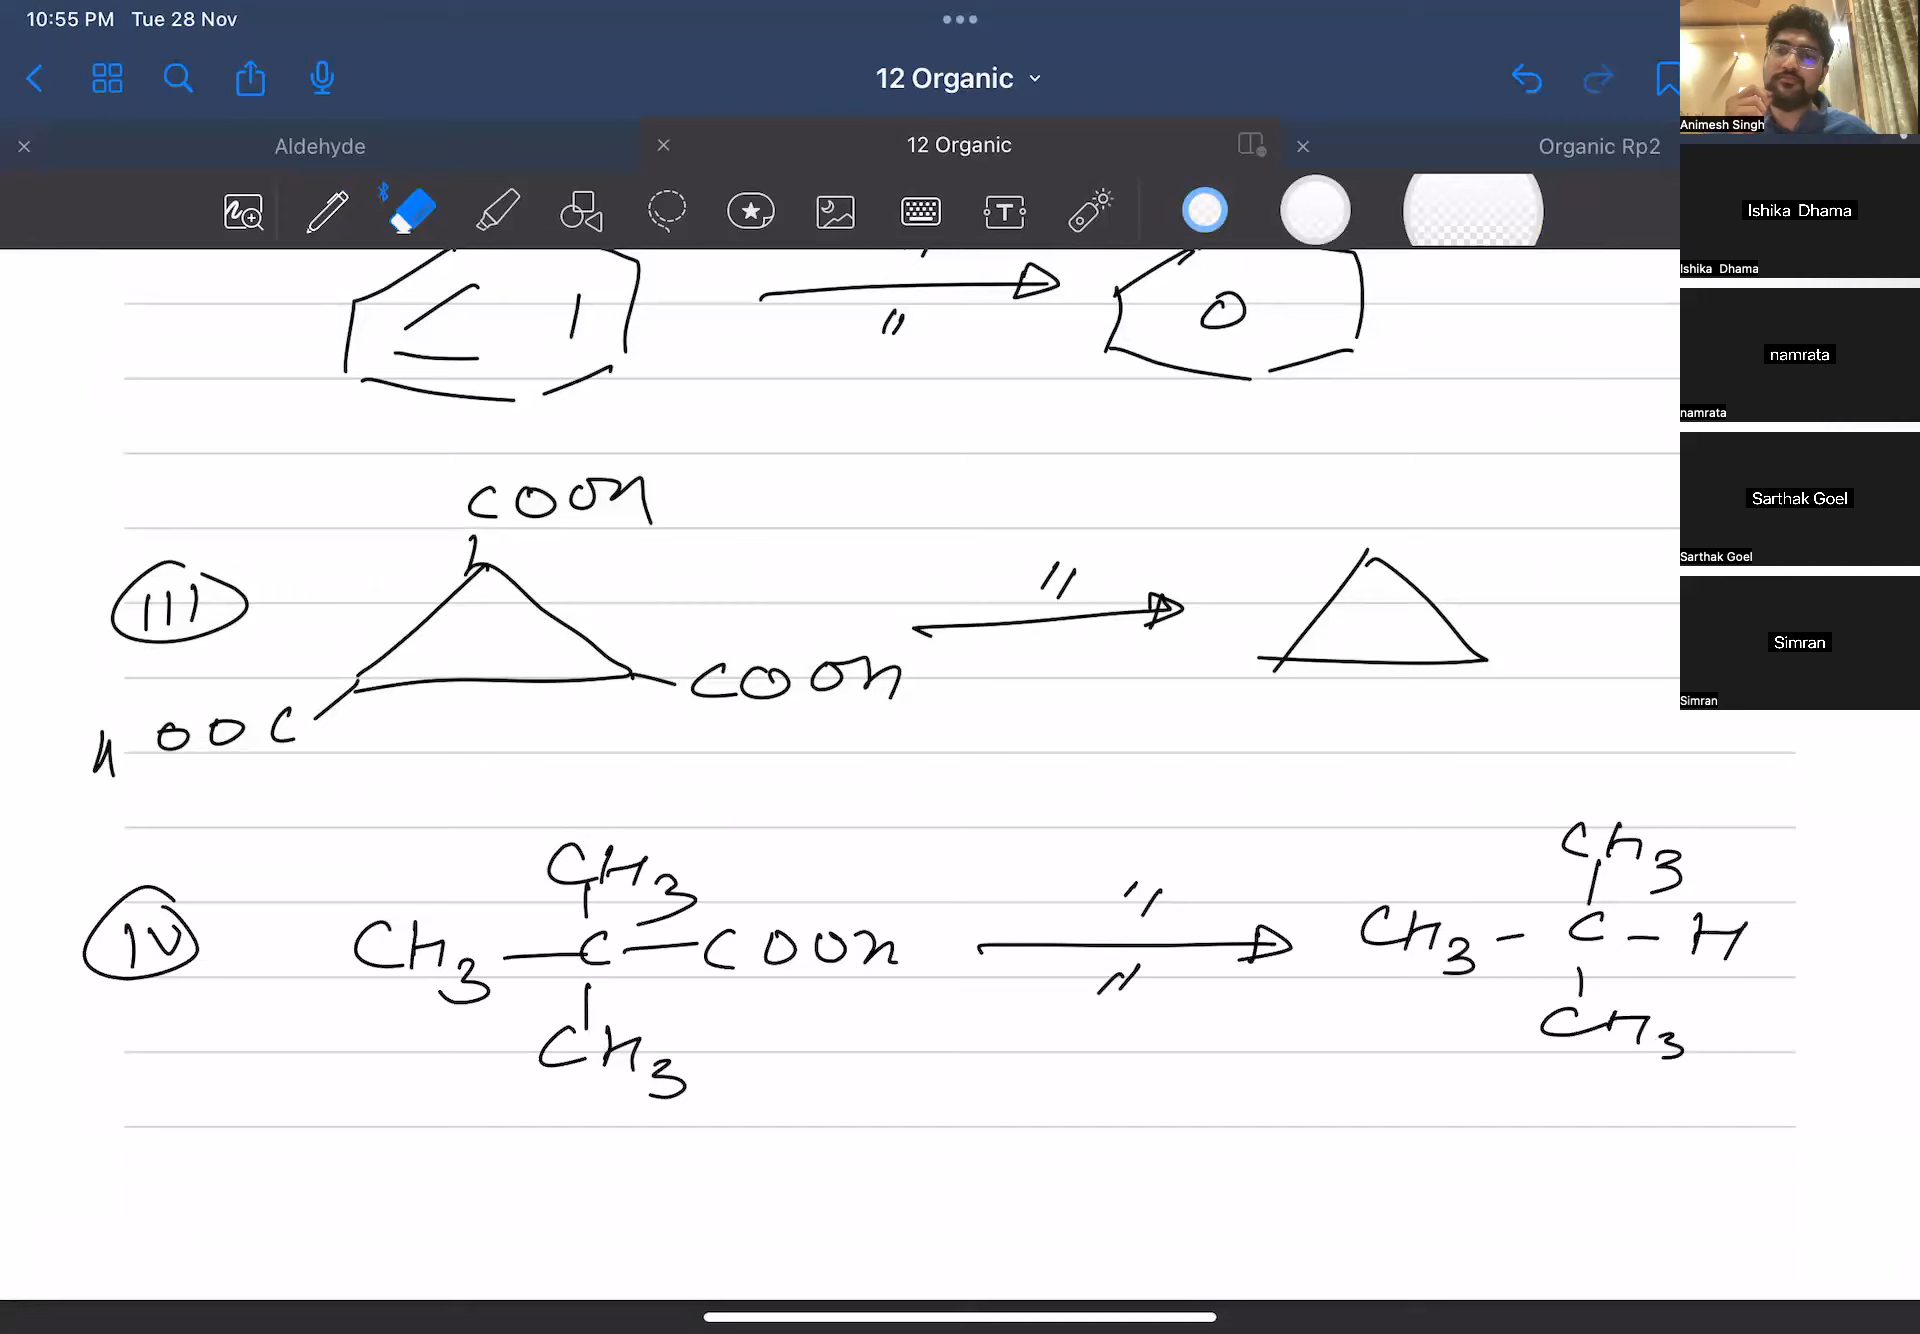 10:55 PM Tue 28 Nov
12 Organic
Aldehyde
12 Organic
Organic Rp2
T
Animesh Singh
Ishika Dhama
Ishika Dhama
namrata
namrata
Sarthak Goel
Sarthak Goel
Simran
Simran
〃
COOH
(III)
〃
COOH
HOOC
CH3
CH3
(IV)
〃
CH3 — C — COOH
CH3 - C - H
〃
CH3
CH3